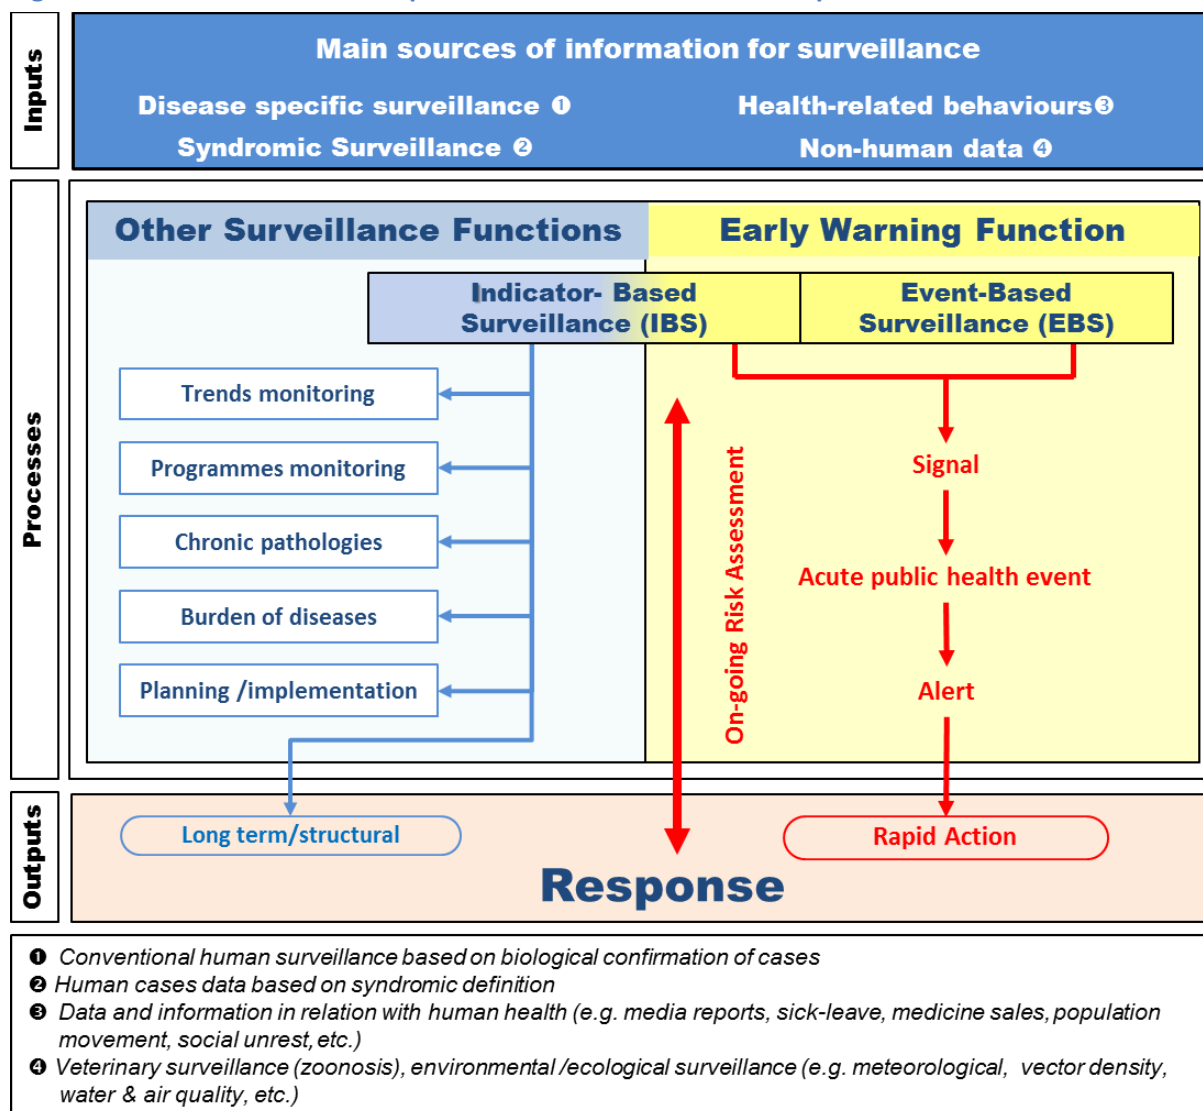 Inputs
Main sources of information for surveillance
Disease specific surveillance ❶
Health-related behaviours❸
Syndromic Surveillance ❷
Non-human data ❹
Processes
Other Surveillance Functions
Early Warning Function
Indicator- Based
Surveillance (IBS)
Event-Based
Surveillance (EBS)
Trends monitoring
Programmes monitoring
Chronic pathologies
Burden of diseases
Planning /implementation
On-going Risk Assessment
Signal
Acute public health event
Alert
Outputs
Long term/structural
Rapid Action
Response
❶ Conventional human surveillance based on biological confirmation of cases
❷ Human cases data based on syndromic definition
❸ Data and information in relation with human health (e.g. media reports, sick-leave, medicine sales, population
movement, social unrest, etc.)
❹ Veterinary surveillance (zoonosis), environmental /ecological surveillance (e.g. meteorological, vector density,
water & air quality, etc.)